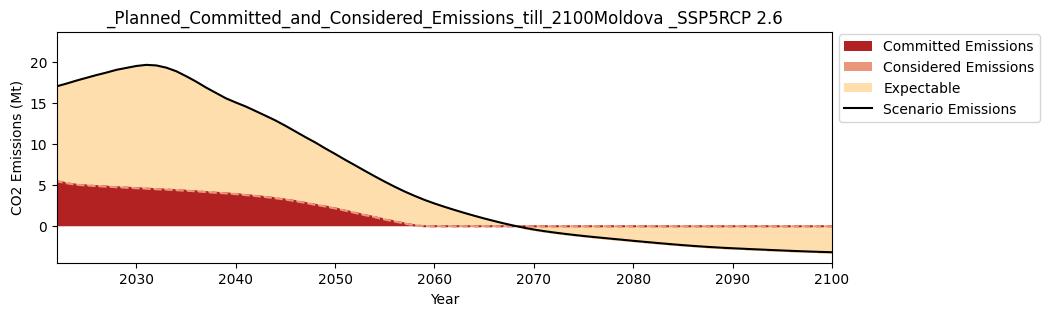 _Planned_Committed_and_Considered_Emissions_till_2100Moldova _SSP5RCP 2.6
CO2 Emissions (Mt)
20
15
10
5
0
2030 2040 2050 2060 2070 2080 2090 2100
Year
Committed Emissions
Considered Emissions
Expectable
Scenario Emissions